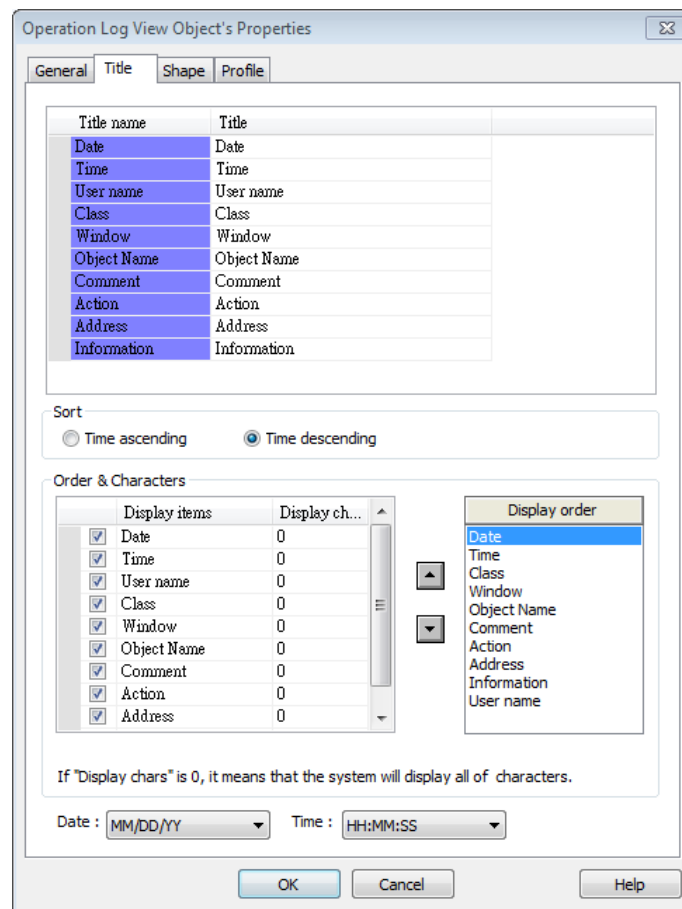 Operation Log View Object's Properties
General Title Shape Profile
Title name Title
Date Date
Time Time
User name User name
Class Class
Window Window
Object Name Object Name
Comment Comment
Action Action
Address Address
Information Information
Sort
Time ascending Time descending
Order & Characters
Display items Display ch...
Date 0
Time 0
User name 0
Class 0
Window 0
Object Name 0
Comment 0
Action 0
Address 0
Display order
Date
Time
Class
Window
Object Name
Comment
Action
Address
Information
User name
If "Display chars" is 0, it means that the system will display all of characters.
Date : MM/DD/YY Time : HH:MM:SS
OK Cancel Help